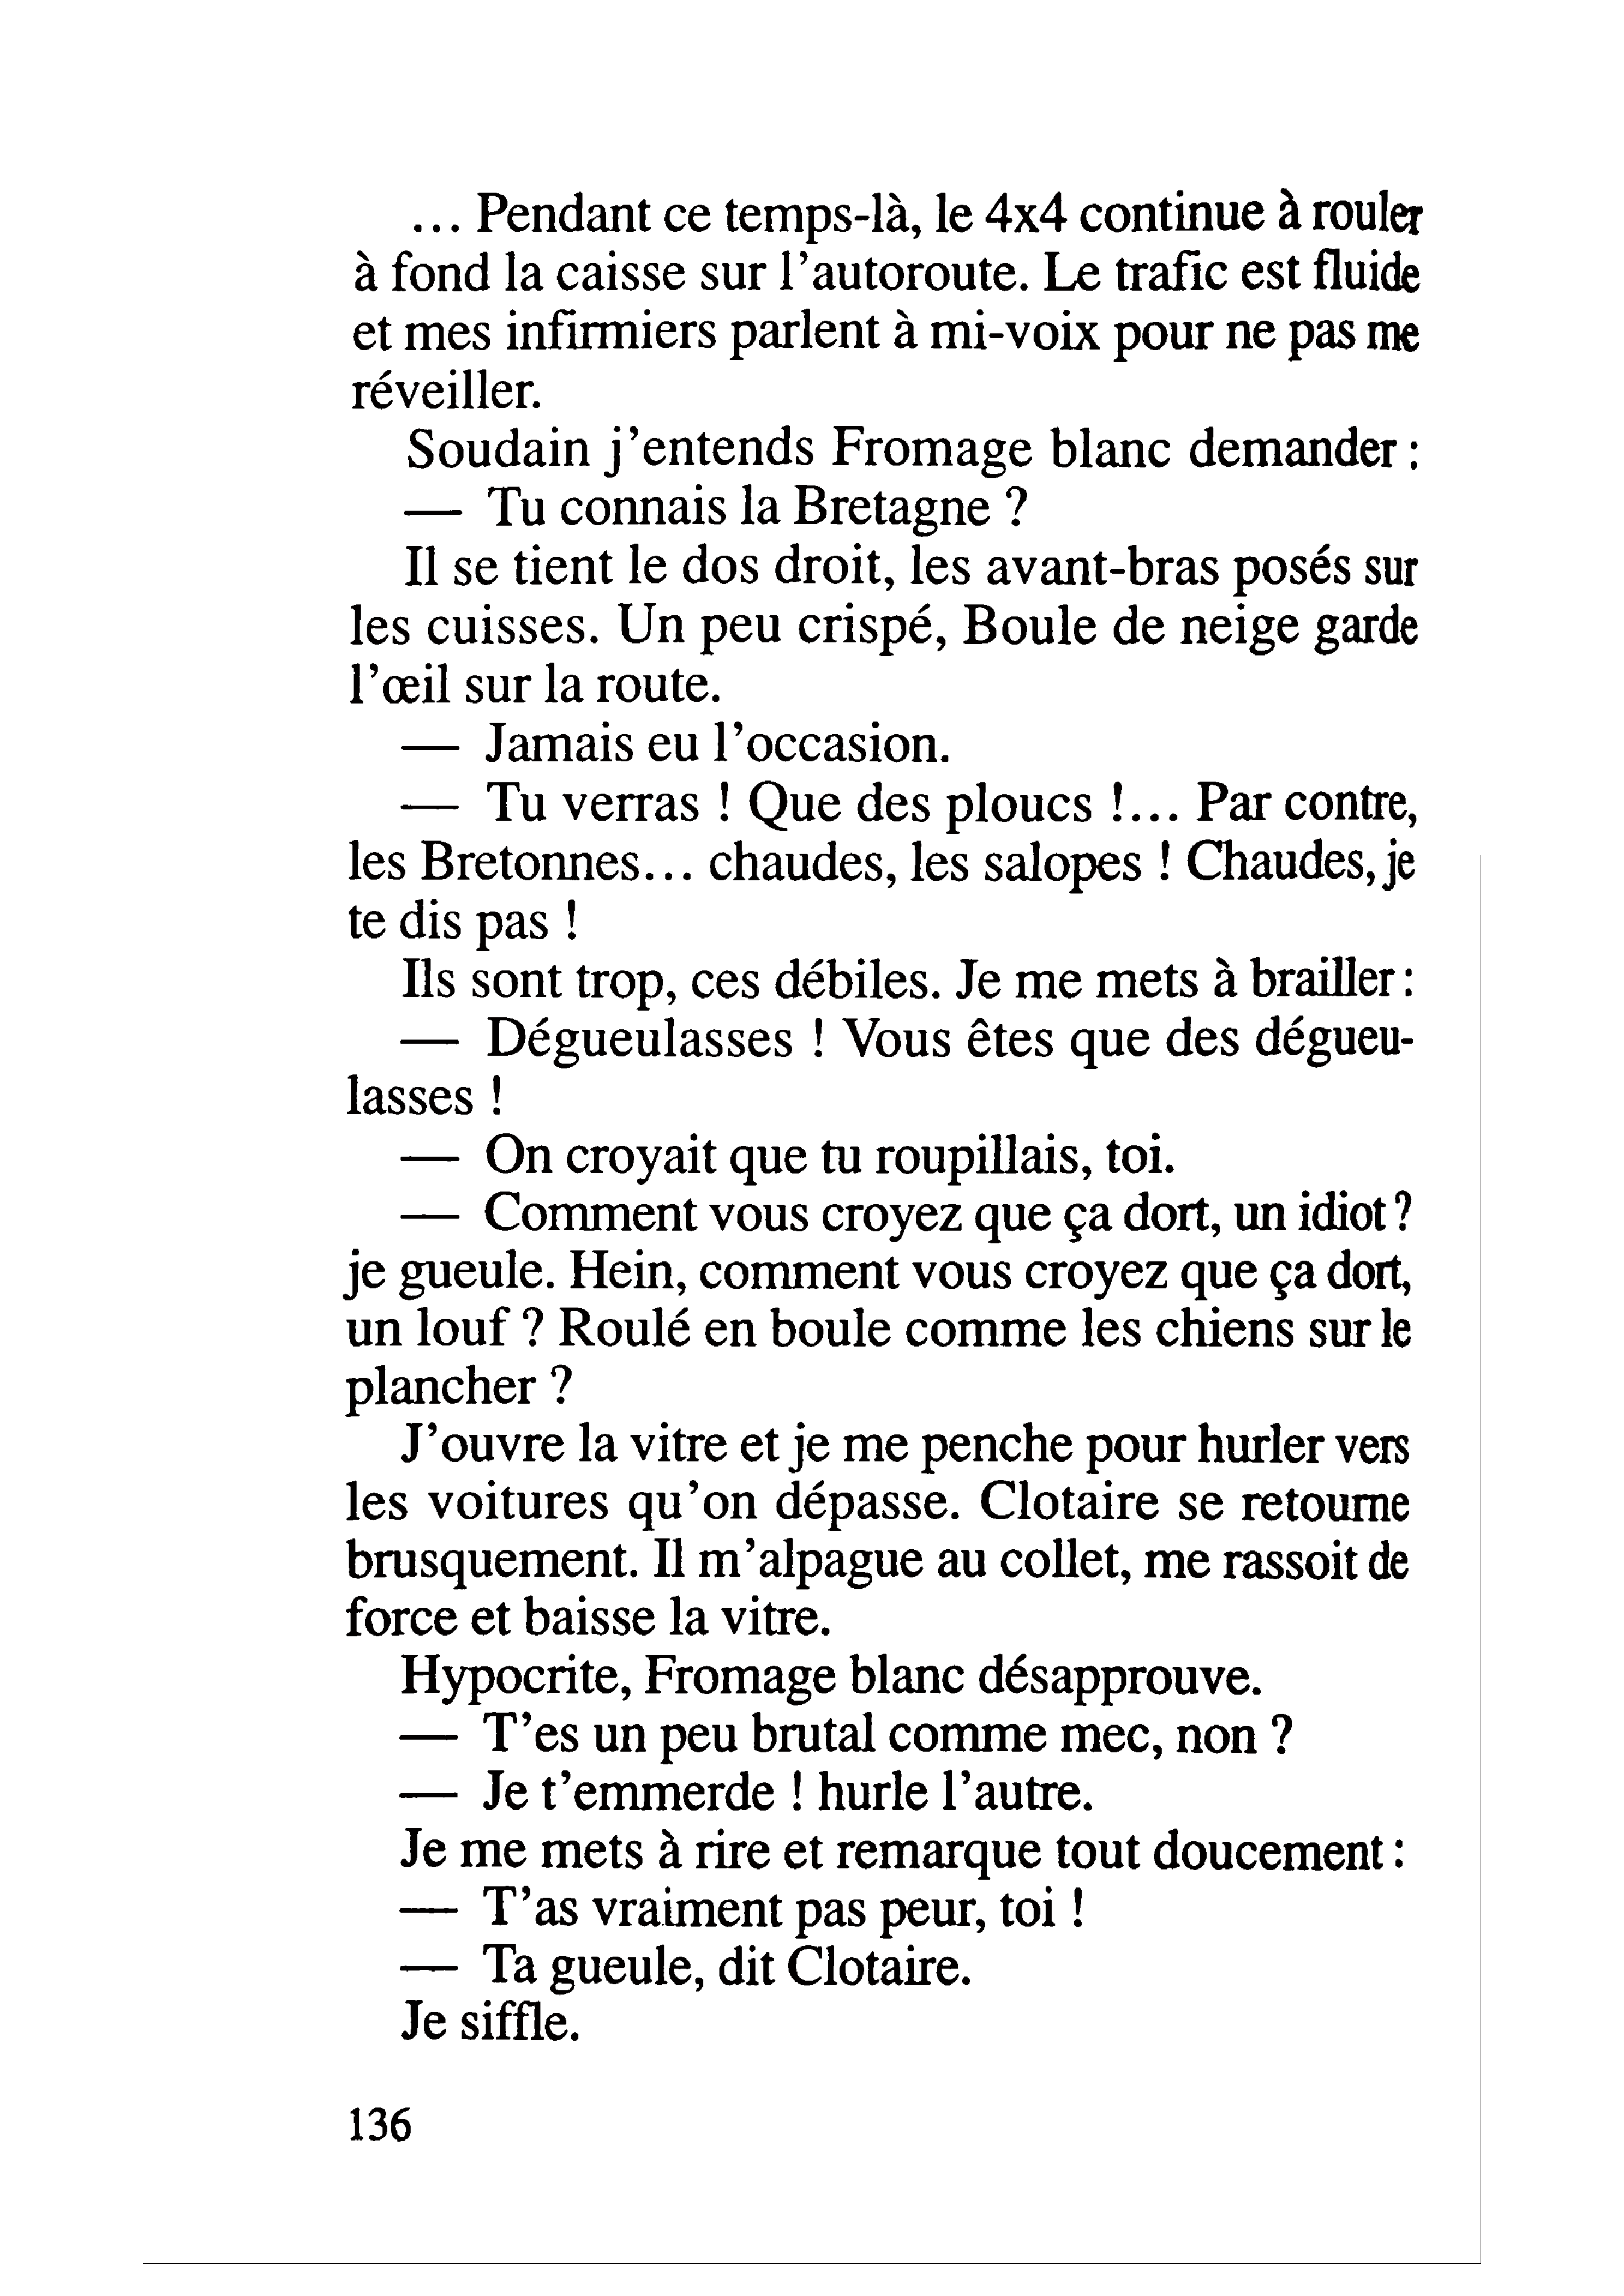 ... Pendant ce temps-là, le 4x4 continue à rouler
à fond la caisse sur l'autoroute. Le trafic est fluide
et mes infirmiers parlent à mi-voix pour ne pas me
réveiller.
Soudain j'entends Fromage blanc demander :
— Tu connais la Bretagne ?
Il se tient le dos droit, les avant-bras posés sur
les cuisses. Un peu crispé, Boule de neige garde
l'œil sur la route.
— Jamais eu l'occasion.
— Tu verras ! Que des ploucs !... Par contre,
les Bretonnes... chaudes, les salopes ! Chaudes, je
te dis pas !
Ils sont trop, ces débiles. Je me mets à brailler :
— Dégueulasses ! Vous êtes que des dégueu-
lasses !
— On croyait que tu roupillais, toi.
— Comment vous croyez que ça dort, un idiot ?
je gueule. Hein, comment vous croyez que ça dort,
un louf ? Roulé en boule comme les chiens sur le
plancher ?
J'ouvre la vitre et je me penche pour hurler vers
les voitures qu'on dépasse. Clotaire se retourne
brusquement. Il m'alpague au collet, me rassoit de
force et baisse la vitre.
Hypocrite, Fromage blanc désapprouve.
— T'es un peu brutal comme mec, non ?
— Je t'emmerde ! hurle l'autre.
Je me mets à rire et remarque tout doucement :
— T'as vraiment pas peur, toi !
— Ta gueule, dit Clotaire.
Je siffle.
136